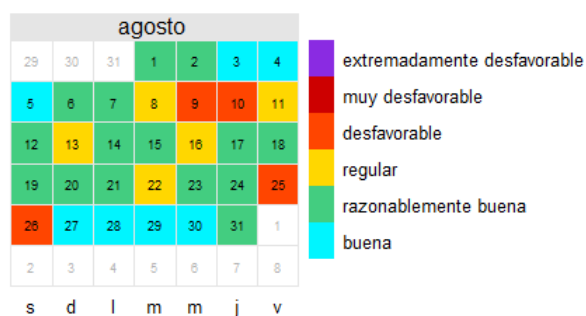 agosto
29 30 31 1 2 3 4
5 6 7 8 9 10 11
12 13 14 15 16 17 18
19 20 21 22 23 24 25
26 27 28 29 30 31 1
2 3 4 5 6 7 8
s d l m m j v
extremadamente desfavorable
muy desfavorable
desfavorable
regular
razonablemente buena
buena